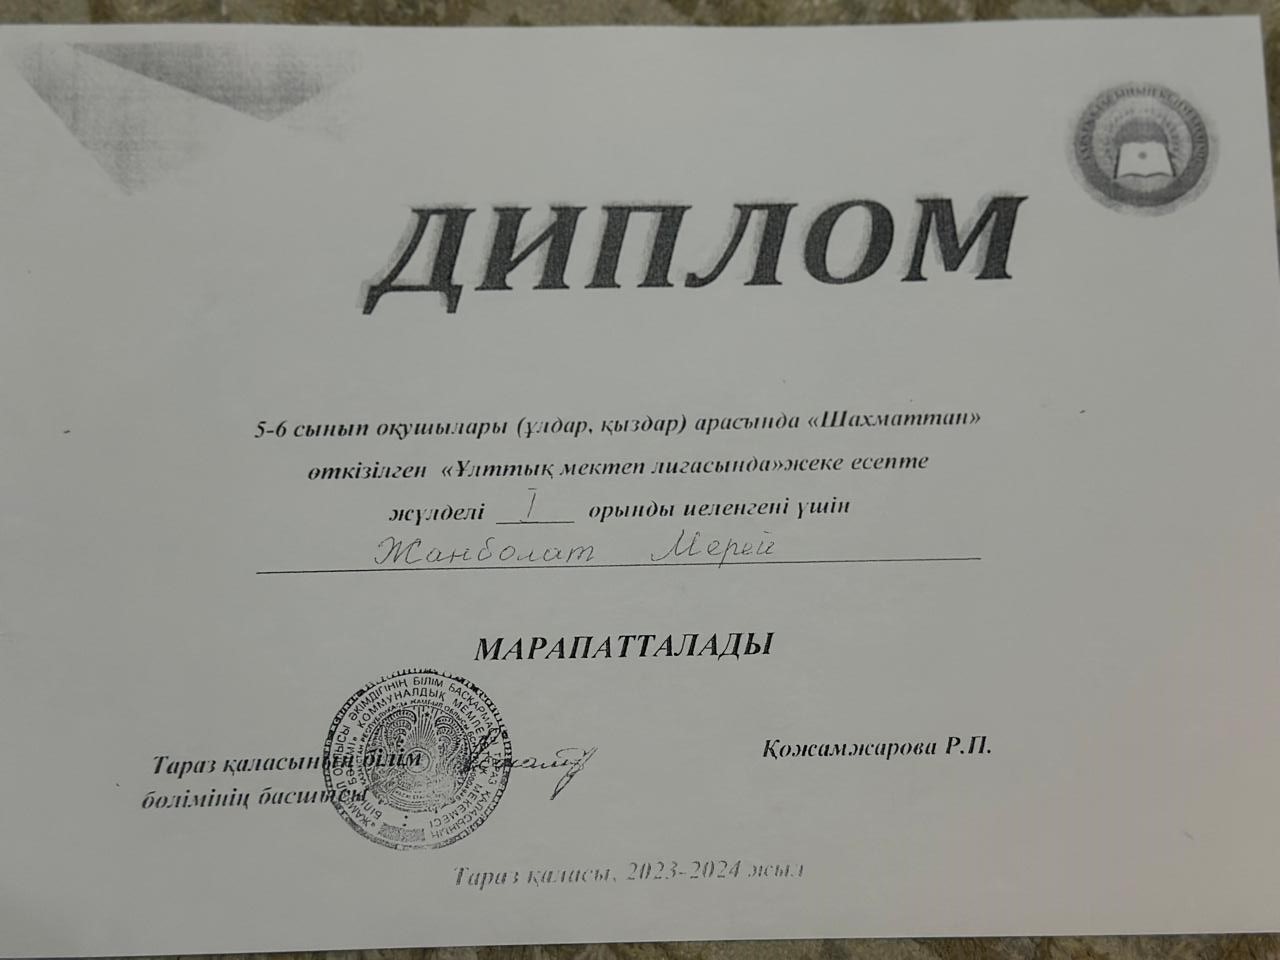 ДИПЛОМ
5-6 сынып оқушылары (ұлдар, қыздар) арасында «Шахматтан»
өткізілген «Ұлттық мектеп лигасында»жеке есепте
жүлделі I орынды иеленгені үшін
Жанболат Мерей
МАРАПАТТАЛАДЫ
Тараз қаласының білім
бөлімінің басшысы
Қожамжарова Р.П.
Тараз қаласы, 2023-2024 жыл